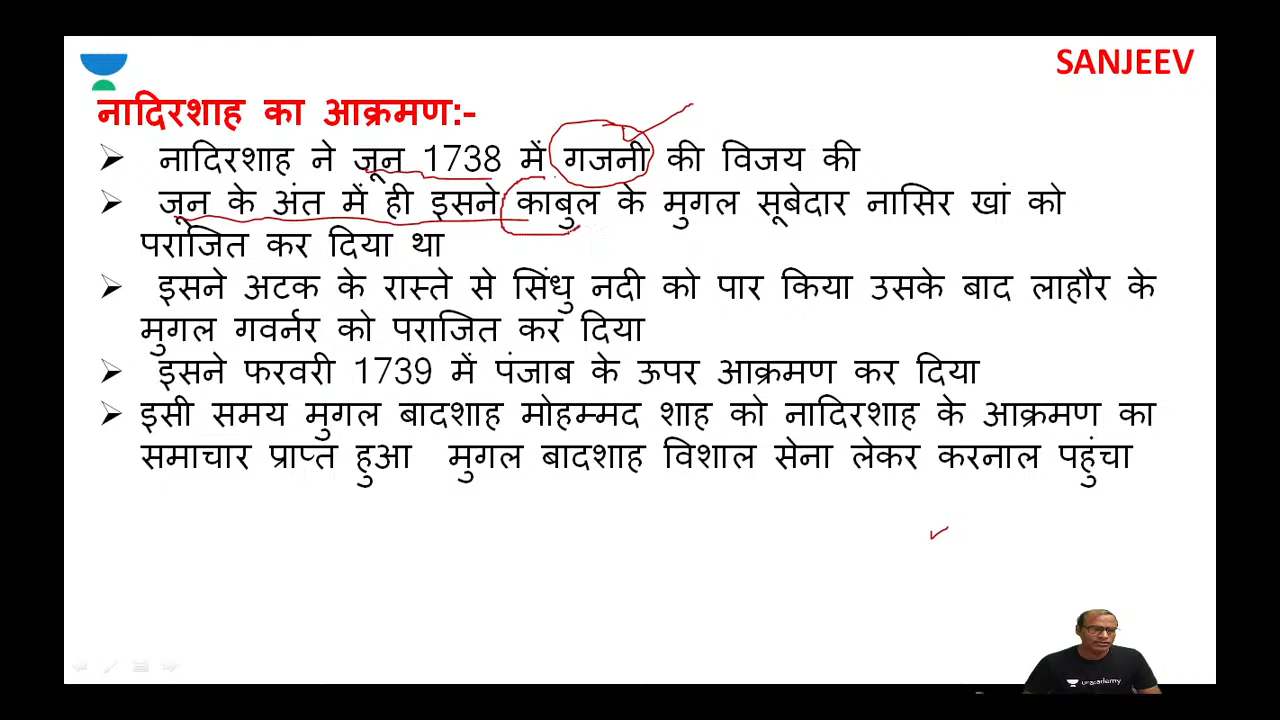 SANJEEV
नादिरशाह का आक्रमण:-
➢ नादिरशाह ने जून 1738 में गजनी की विजय की
➢ जून के अंत में ही इसने काबुल के मुगल सूबेदार नासिर खां को
पराजित कर दिया था
➢ इसने अटक के रास्ते से सिंधु नदी को पार किया उसके बाद लाहौर के
मुगल गवर्नर को पराजित कर दिया
➢ इसने फरवरी 1739 में पंजाब के ऊपर आक्रमण कर दिया
➢ इसी समय मुगल बादशाह मोहम्मद शाह को नादिरशाह के आक्रमण का
समाचार प्राप्त हुआ मुगल बादशाह विशाल सेना लेकर करनाल पहुंचा
unacademy